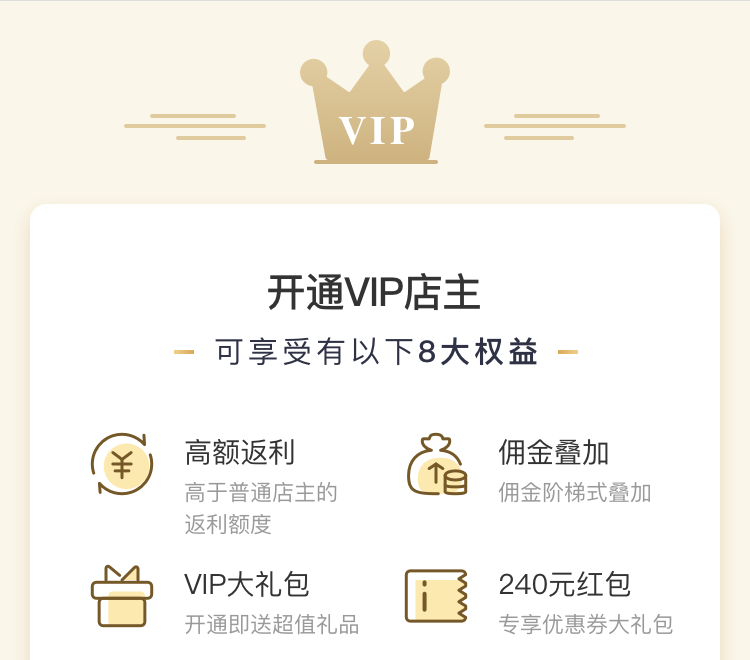 VIP
开通VIP店主
可享受有以下8大权益
高额返利
高于普通店主的
返利额度
佣金叠加
佣金阶梯式叠加
VIP大礼包
开通即送超值礼品
240元红包
专享优惠券大礼包